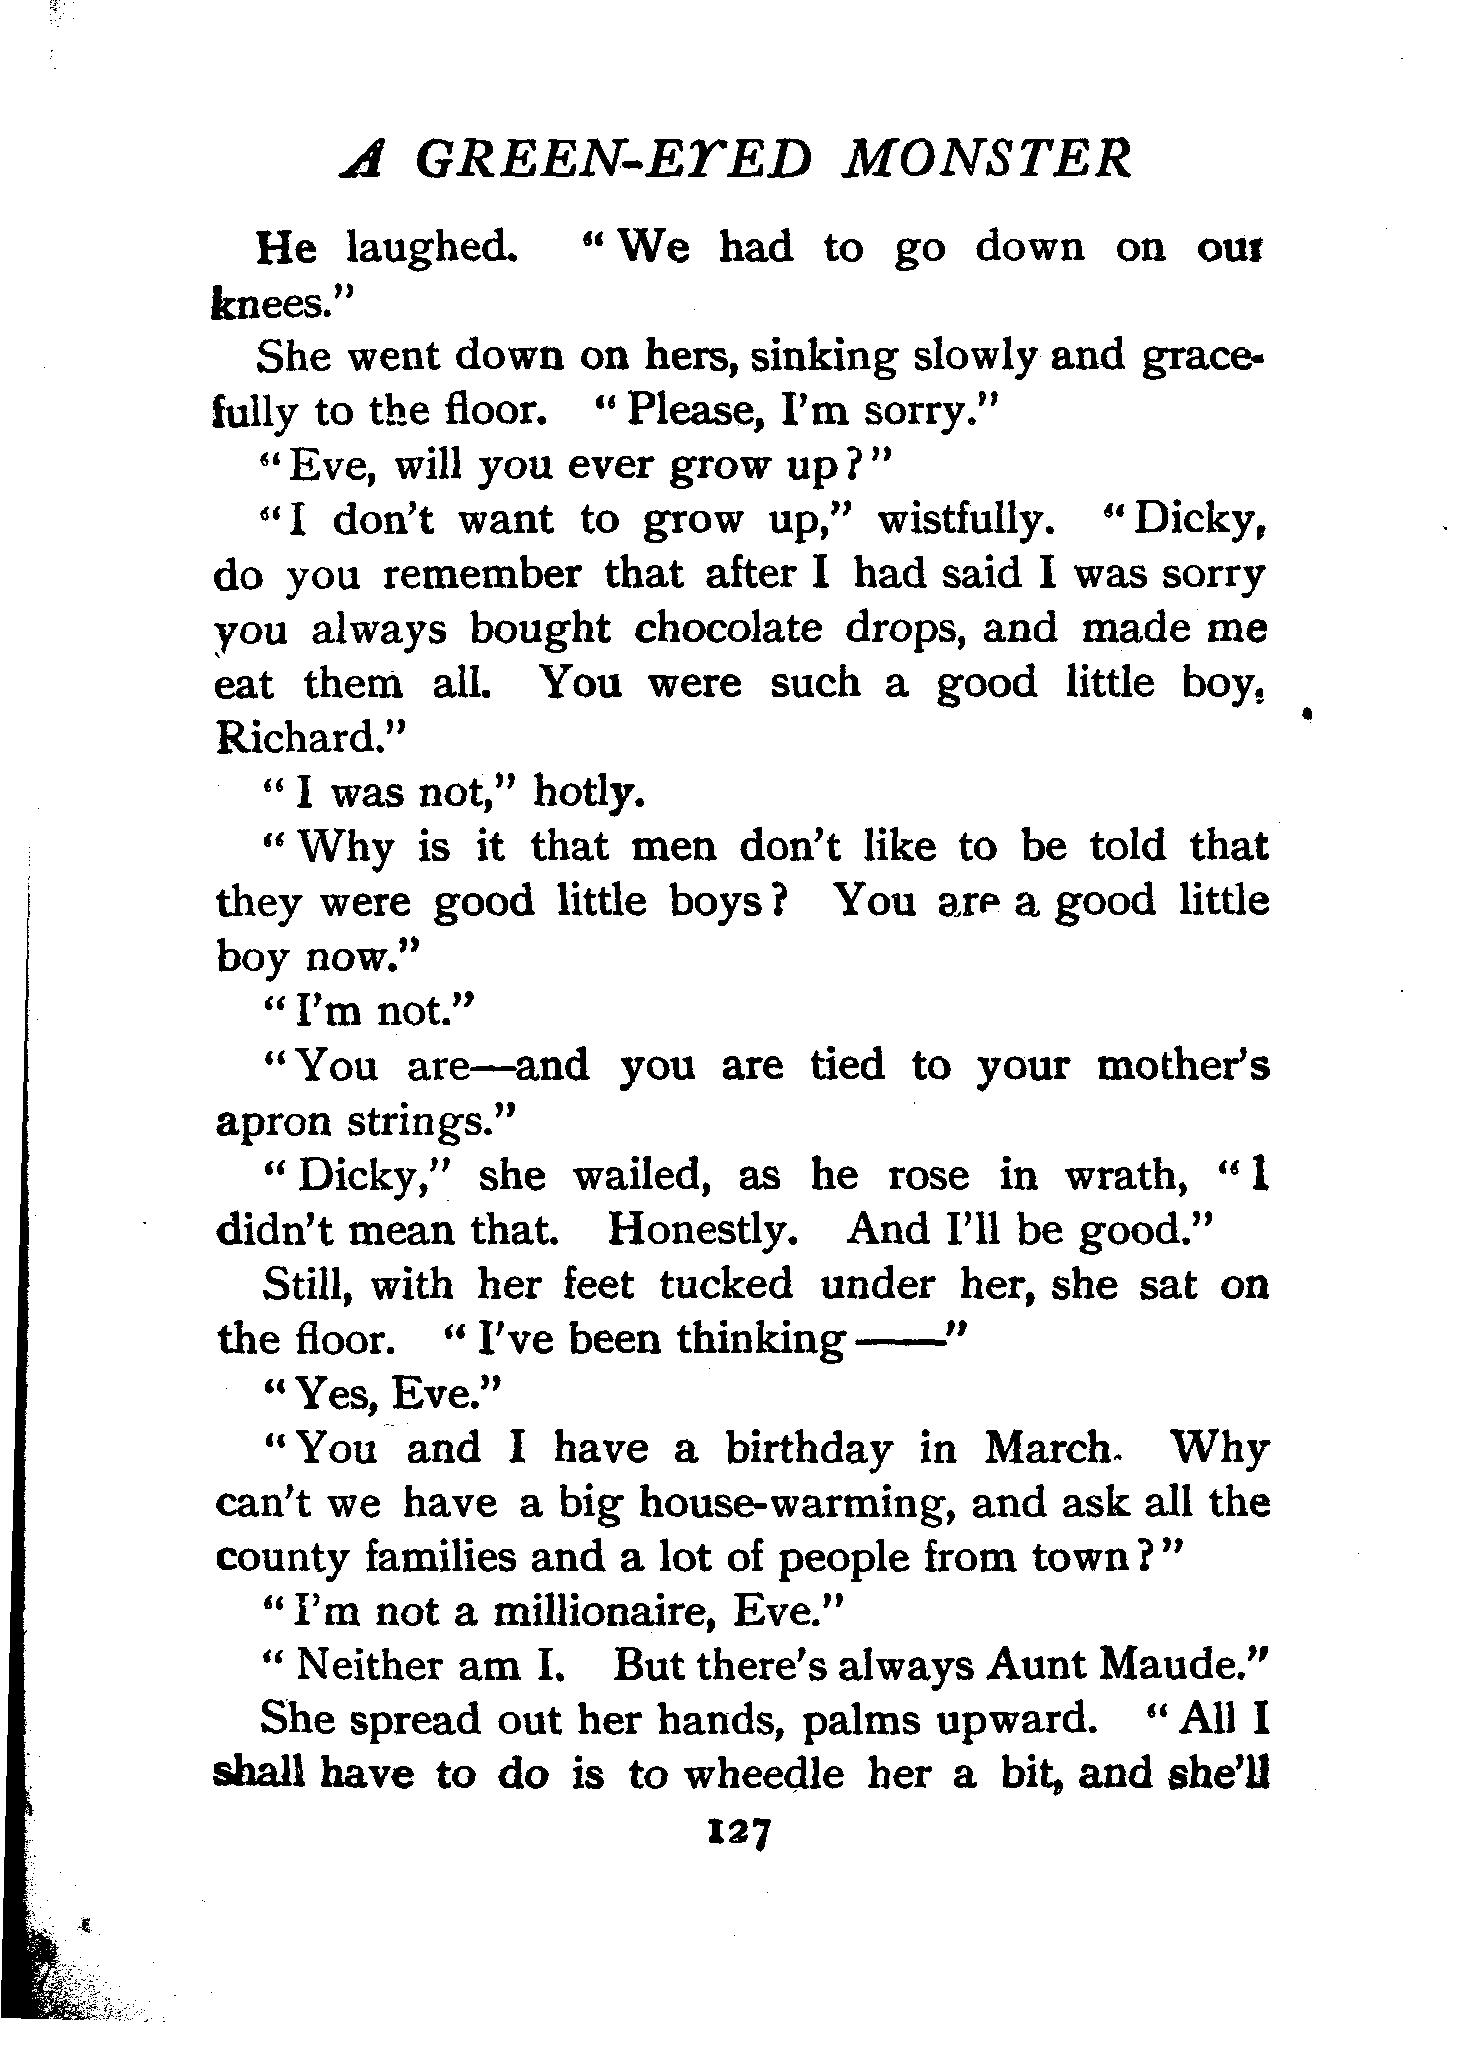 A GREEN-EYED MONSTER
He laughed. “We had to go down on our
knees.”
She went down on hers, sinking slowly and grace-
fully to the floor. “Please, I’m sorry.”
“Eve, will you ever grow up?”
“I don’t want to grow up,” wistfully. “Dicky,
do you remember that after I had said I was sorry
you always bought chocolate drops, and made me
eat them all. You were such a good little boy,
Richard.”
“I was not,” hotly.
“Why is it that men don’t like to be told that
they were good little boys? You are a good little
boy now.”
“I’m not.”
“You are—and you are tied to your mother’s
apron strings.”
“Dicky,” she wailed, as he rose in wrath, “I
didn’t mean that. Honestly. And I’ll be good.”
Still, with her feet tucked under her, she sat on
the floor. “I’ve been thinking——”
“Yes, Eve.”
“You and I have a birthday in March. Why
can’t we have a big house-warming, and ask all the
county families and a lot of people from town?”
“I’m not a millionaire, Eve.”
“Neither am I. But there’s always Aunt Maude.”
She spread out her hands, palms upward. “All I
shall have to do is to wheedle her a bit, and she’ll
127